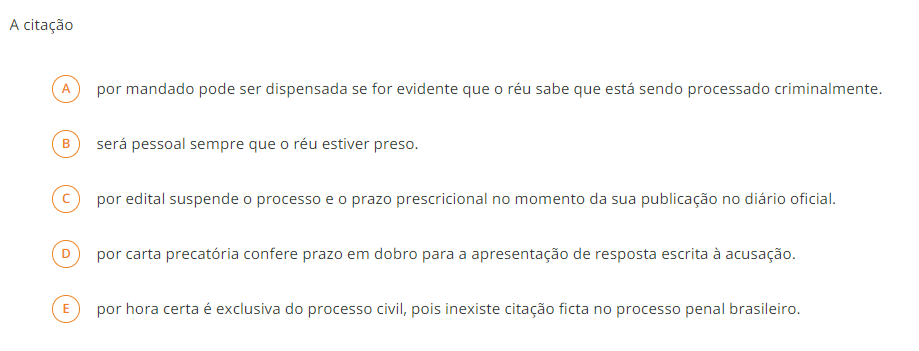 A citação
A por mandado pode ser dispensada se for evidente que o réu sabe que está sendo processado criminalmente.
B será pessoal sempre que o réu estiver preso.
C por edital suspende o processo e o prazo prescricional no momento da sua publicação no diário oficial.
D por carta precatória confere prazo em dobro para a apresentação de resposta escrita à acusação.
E por hora certa é exclusiva do processo civil, pois inexiste citação ficta no processo penal brasileiro.